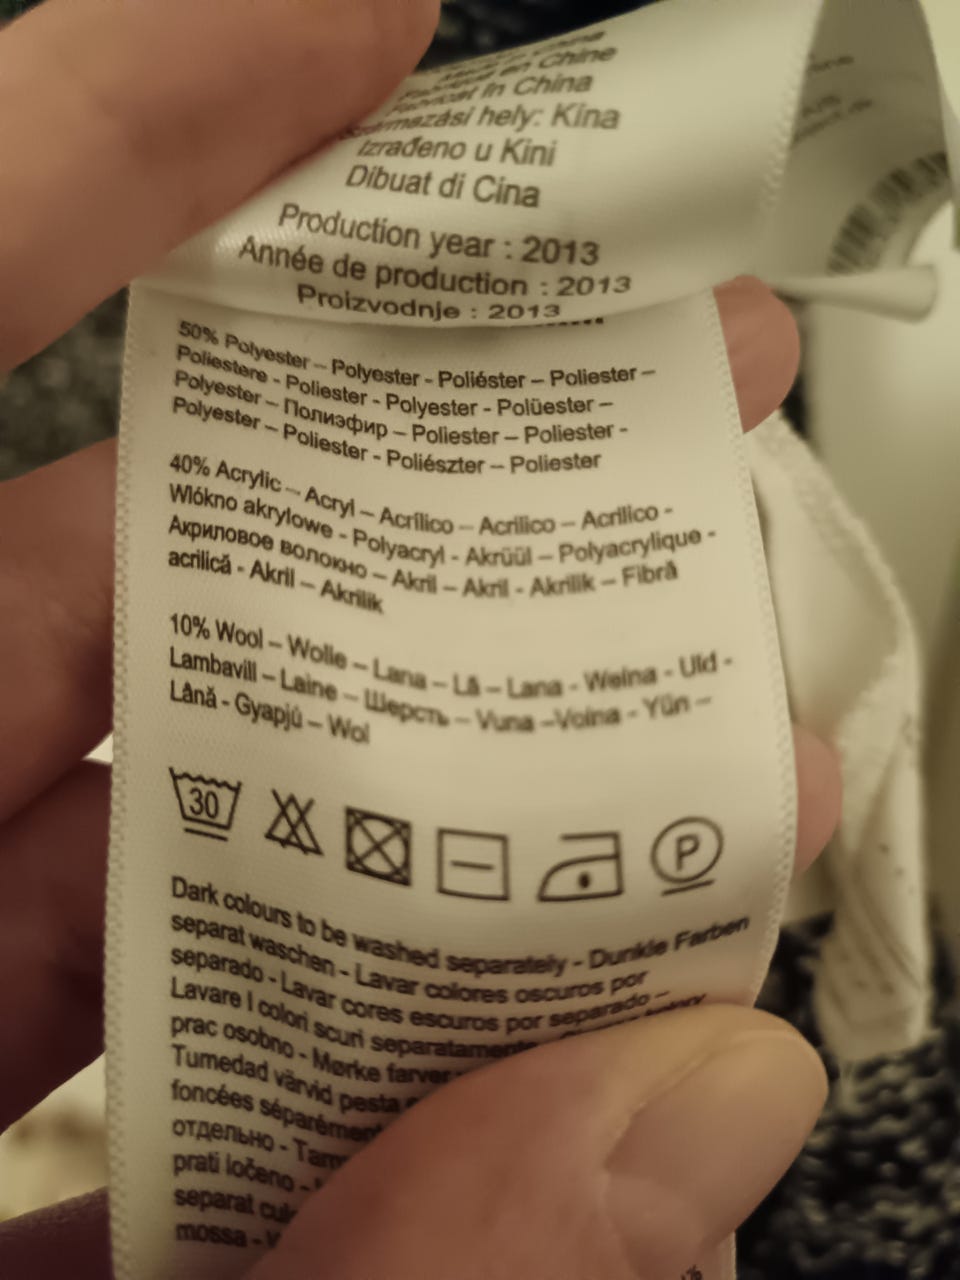 en Chine
In China
hely: Kina
Izrađeno u Kini
Dibuat di Cina
Production year : 2013
Année de production : 2013
Proizvodnje : 2013
50% Polyester – Polyester - Poliéster – Poliester –
Poliestere - Poliester - Polyester - Polüester –
Polyester – Полиэфир – Poliester – Poliester -
Polyester – Poliester - Poliészter – Poliester
40% Acrylic – Acryl – Acrílico – Acrilico – Acrilico -
Wlókno akrylowe - Polyacryl - Akrüül – Polyacrylique -
Акриловое волокно – Akril – Akril - Akrilik – Fibră
acrilică - Akril – Akrilik
10% Wool – Wolle – Lana – Lã – Lana - Wełna - Uld -
Lambavill – Laine – Шерсть – Vuna –Volna - Yün –
Lână - Gyapjú – Wol
30
P
Dark colours to be washed separately - Dunkle Farben
separat waschen - Lavar colores oscuros por
separado - Lavar cores escuros por separado –
Lavare I colori scuri separatamente
prac osobno - Mørke farver
Tumedad värvid pesta
foncées séparément
отдельно -
prati ločeno -
separat
mossa -